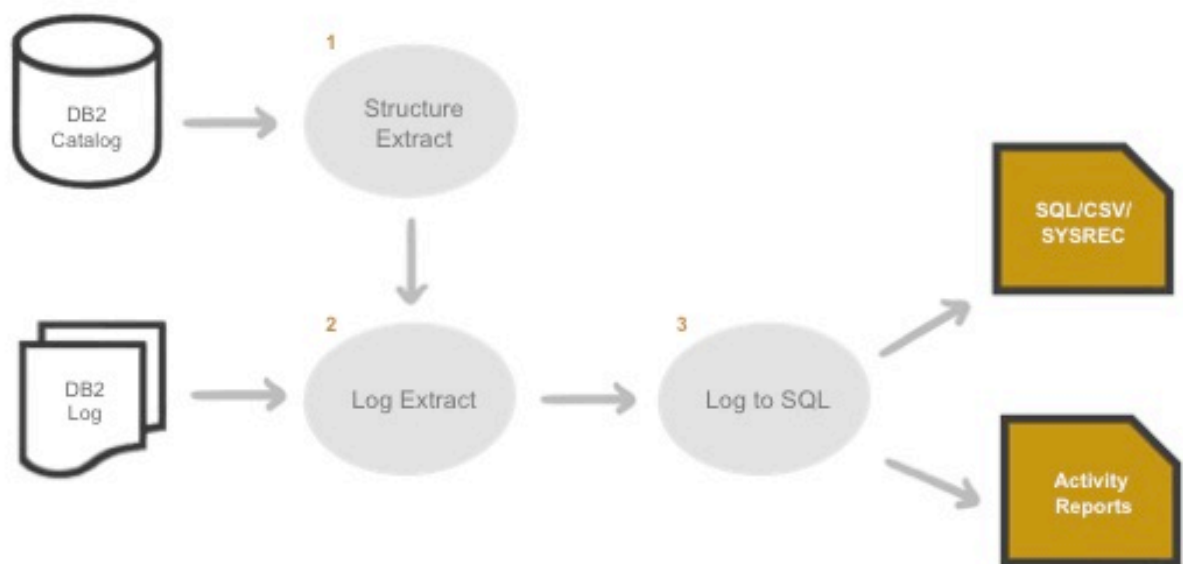 1
DB2
Catalog
Structure
Extract
SQL/CSV/
SYSREC
2
3
DB2
Log
Log Extract
Log to SQL
Activity
Reports